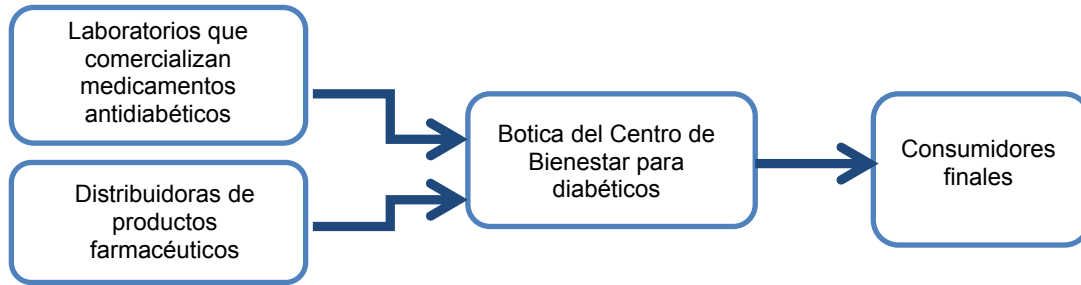 Laboratorios que
comercializan
medicamentos
antidiabéticos
Distribuidoras de
productos
farmacéuticos
Botica del Centro de
Bienestar para
diabéticos
Consumidores
finales